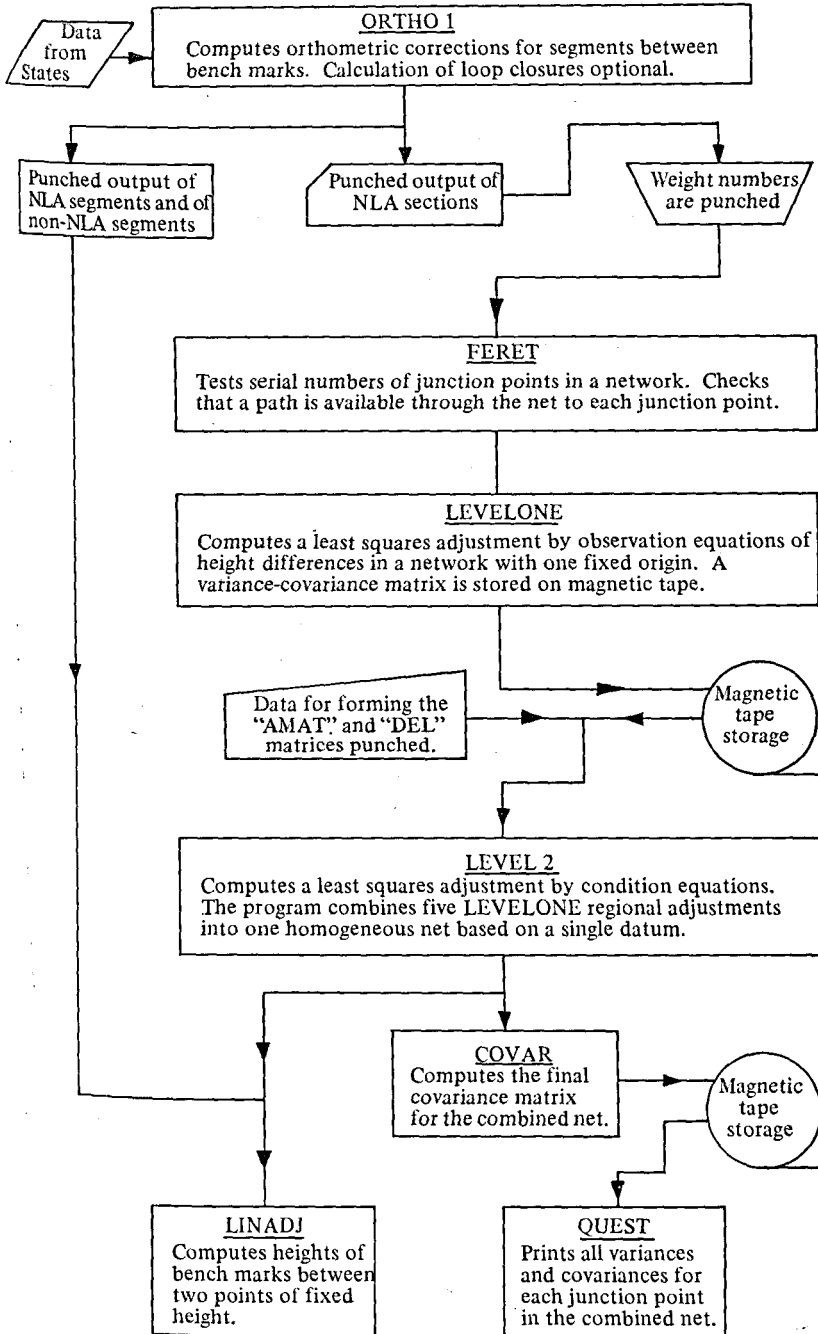 Data
from
States
ORTHO 1
Computes orthometric corrections for segments between
bench marks. Calculation of loop closures optional.
Punched output of
NLA segments and of
non-NLA segments
Punched output of
NLA sections
Weight numbers
are punched
FERET
Tests serial numbers of junction points in a network. Checks
that a path is available through the net to each junction point.
LEVELONE
Computes a least squares adjustment by observation equations of
height differences in a network with one fixed origin. A
variance-covariance matrix is stored on magnetic tape.
Data for forming the
“AMAT” and “DEL”
matrices punched.
Magnetic
tape
storage
LEVEL 2
Computes a least squares adjustment by condition equations.
The program combines five LEVELONE regional adjustments
into one homogeneous net based on a single datum.
COVAR
Computes the final
covariance matrix
for the combined net.
Magnetic
tape
storage
LINADJ
Computes heights of
bench marks between
two points of fixed
height.
QUEST
Prints all variances
and covariances for
each junction point
in the combined net.